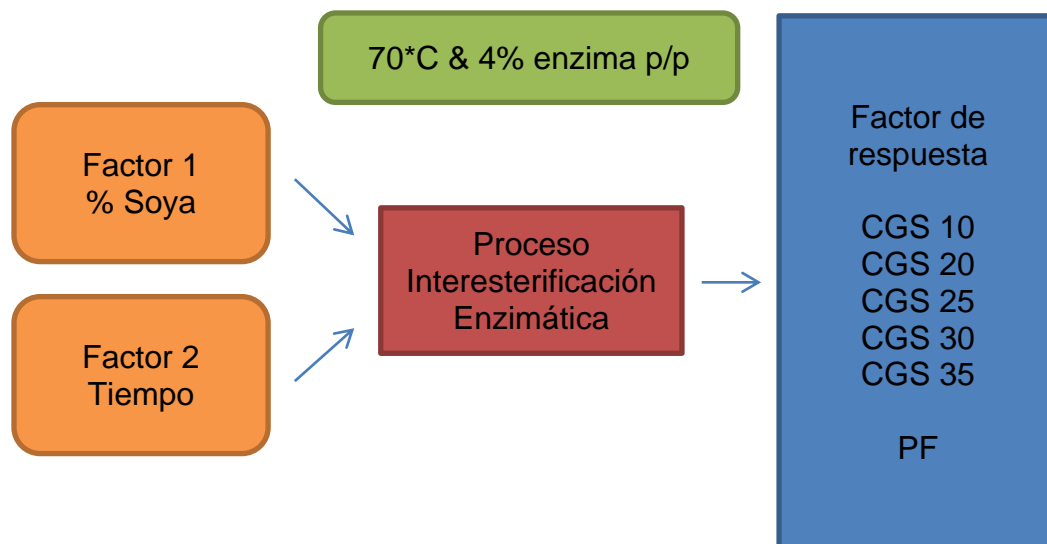 70*C & 4% enzima p/p
Factor 1
% Soya
Factor 2
Tiempo
Proceso
Interesterificación
Enzimática
Factor de
respuesta
CGS 10
CGS 20
CGS 25
CGS 30
CGS 35
PF